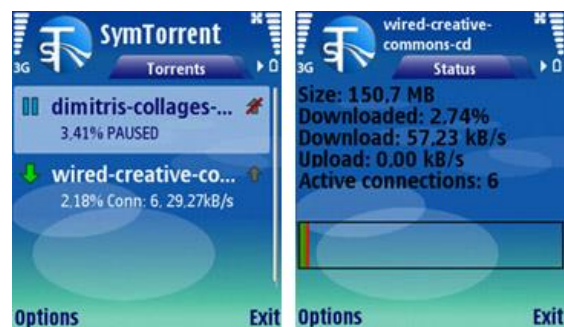 SymTorrent
3G
Torrents
dimitris-collages-...
3,41% PAUSED
wired-creative-co...
2,18% Conn: 6, 29,27kB/s
Options Exit
wired-creative-
commons-cd
3G
Status
Size: 150,7 MB
Downloaded: 2.74%
Download: 57,23 kB/s
Upload: 0.00 kB/s
Active connections: 6
Options Exit